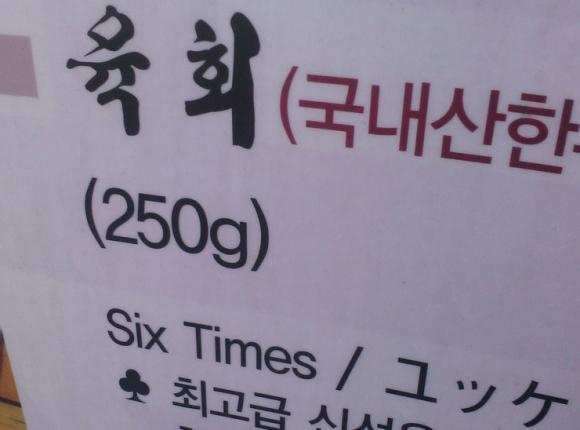 육회 (국내산한
(250g)
Six Times / ユッケ
♣ 최고급